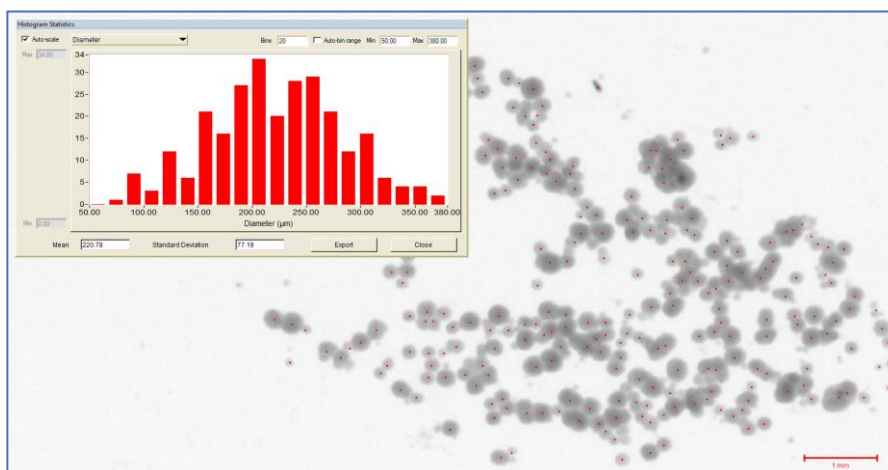 Histogram Statistics
Auto-scale Diameter Bins 20 Auto-bin range Min 50.00 Max 380.00
Max 34.00
34-
30-
25-
20-
15-
10-
5-
0-
Min 0.00
50.00 100.00 150.00 200.00 250.00 300.00 350.00 380.00
Diameter (µm)
Mean 220.78 Standard Deviation 77.19 Export Close
1 mm